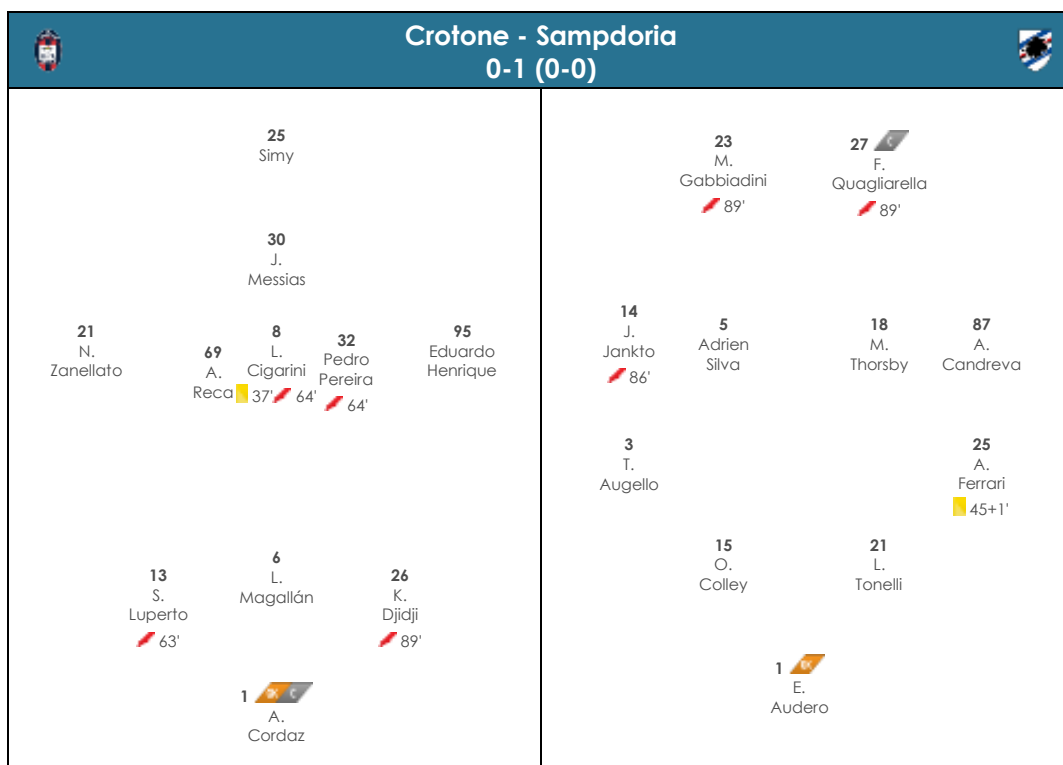 Crotone - Sampdoria
0-1 (0-0)
25
Simy
30
J.
Messias
21
N.
Zanellato
69
A.
Reca
8
L.
Cigarini
37' 64'
32
Pedro
Pereira
64'
95
Eduardo
Henrique
13
S.
Luperto
63'
6
L.
Magallán
26
K.
Djidji
89'
1 GK C
A.
Cordaz
23
M.
Gabbiadini
89'
27 C
F.
Quagliarella
89'
14
J.
Jankto
86'
5
Adrien
Silva
18
M.
Thorsby
87
A.
Candreva
3
T.
Augello
25
A.
Ferrari
45+1'
15
O.
Colley
21
L.
Tonelli
1 GK
E.
Audero